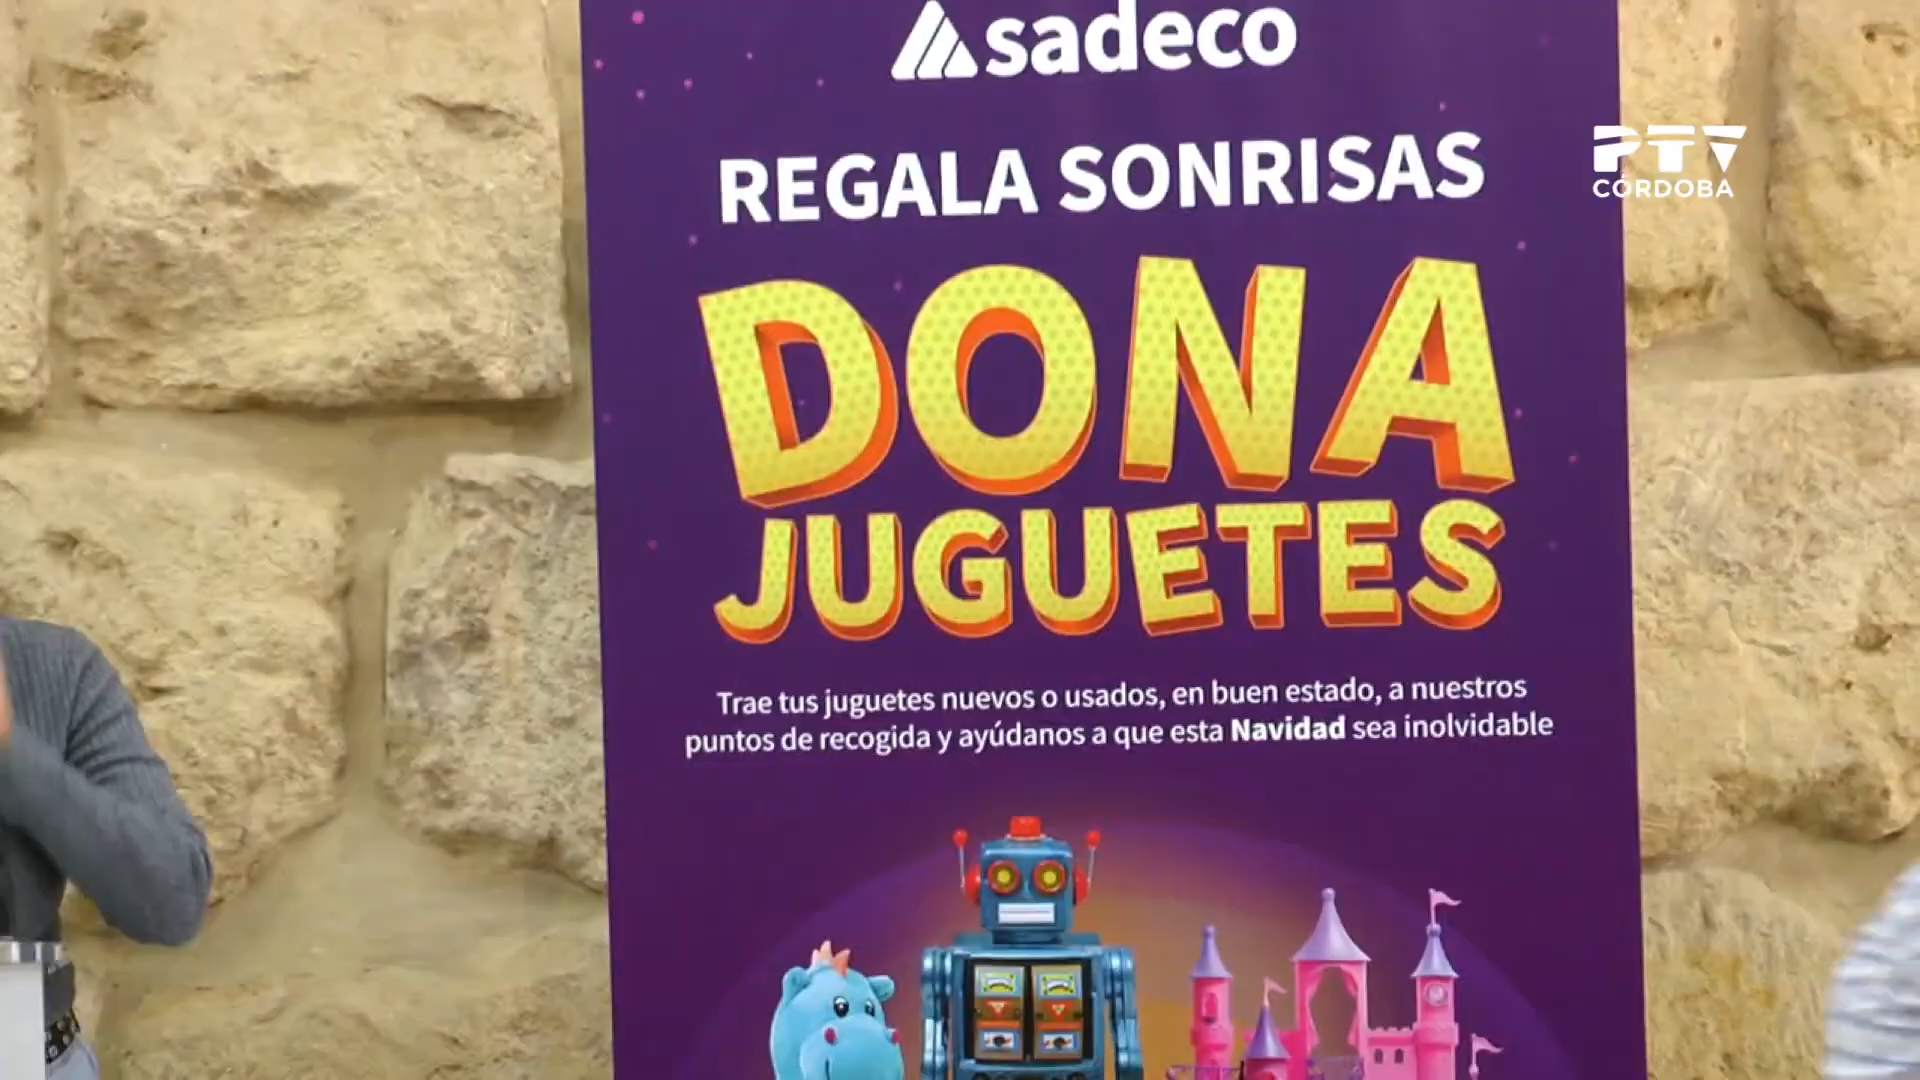 sadeco
REGALA SONRISAS
PTV
CÓRDOBA
DONA
JUGUETES
Trae tus juguetes nuevos o usados, en buen estado, a nuestros
puntos de recogida y ayúdanos a que esta Navidad sea inolvidable